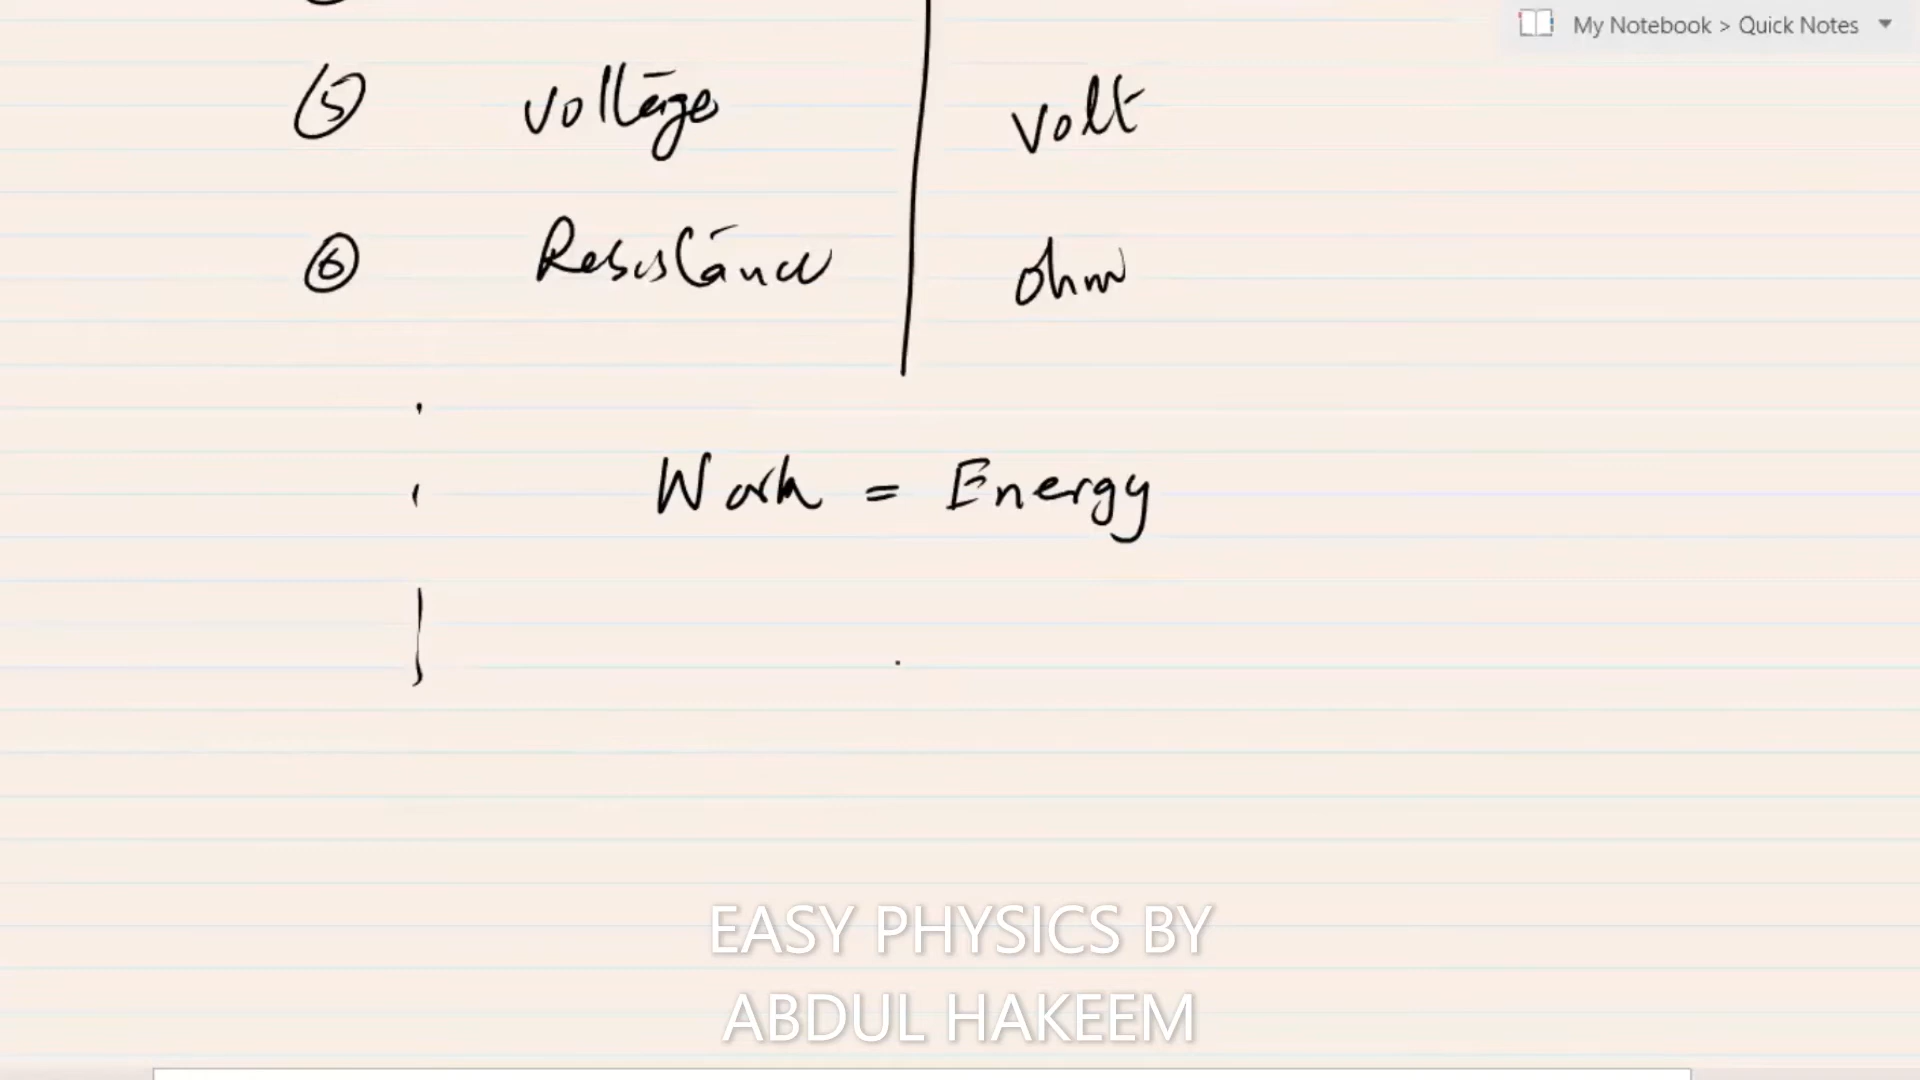 My Notebook > Quick Notes
5 voltage volt
6 Resistance ohm
Work = Energy
EASY PHYSICS BY
ABDUL HAKEEM